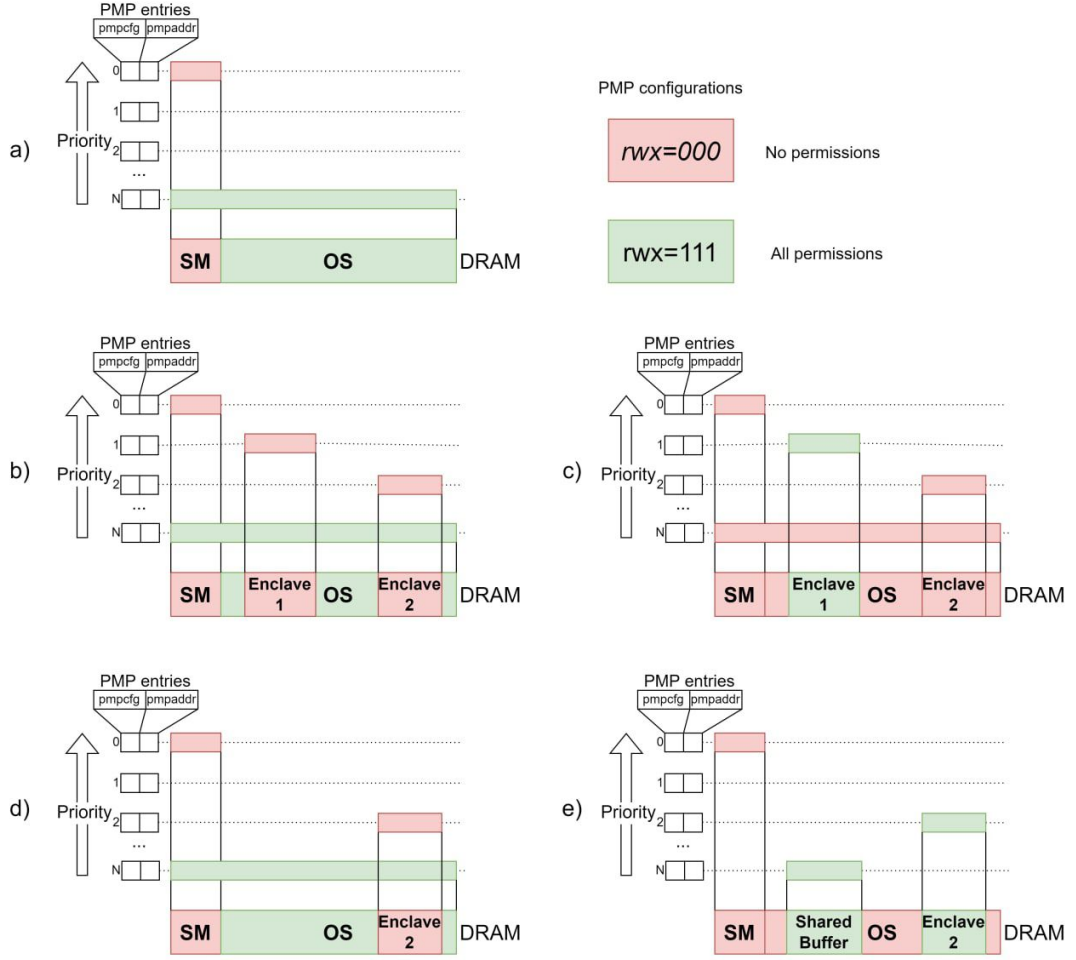 PMP entries
pmpcfg pmpaddr
0
1
Priority
2
...
N
a)
SM OS DRAM
PMP configurations
rwx=000 No permissions
rwx=111 All permissions
PMP entries
pmpcfg pmpaddr
0
1
Priority
2
...
N
b)
SM Enclave 1 OS Enclave 2 DRAM
PMP entries
pmpcfg pmpaddr
0
1
Priority
2
...
N
c)
SM Enclave 1 OS Enclave 2 DRAM
PMP entries
pmpcfg pmpaddr
0
1
Priority
2
...
N
d)
SM OS Enclave 2 DRAM
PMP entries
pmpcfg pmpaddr
0
1
Priority
2
...
N
e)
SM Shared Buffer OS Enclave 2 DRAM